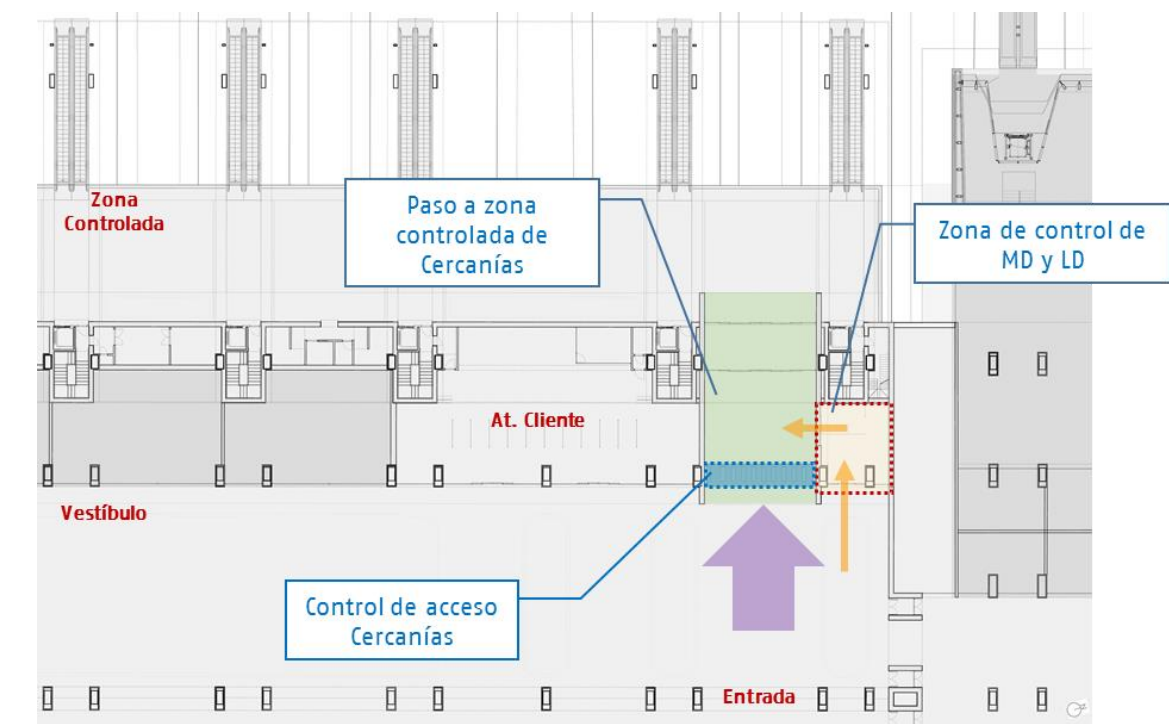 Zona
Controlada
Paso a zona
controlada de
Cercanías
Zona de control de
MD y LD
At. Cliente
Vestíbulo
Control de acceso
Cercanías
Entrada